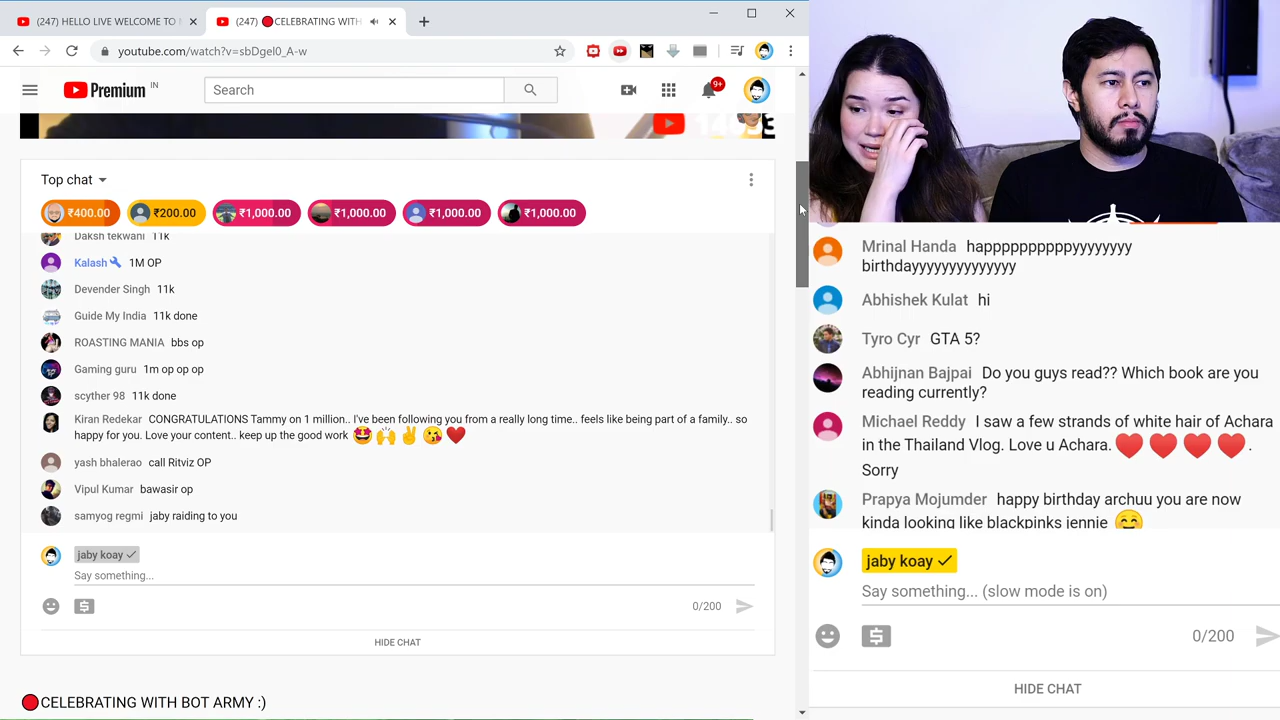 (247) HELLO LIVE WELCOME TO
(247) 🔴CELEBRATING WITH
youtube.com/watch?v=sbDgel0_A-w
Premium IN
Search
9+
Top chat
₹400.00 ₹200.00 ₹1,000.00 ₹1,000.00 ₹1,000.00 ₹1,000.00
Daksh tekwani 11k
Kalash 1M OP
Devender Singh 11k
Guide My India 11k done
ROASTING MANIA bbs op
Gaming guru 1m op op op
scyther 98 11k done
Kiran Redekar CONGRATULATIONS Tammy on 1 million.. I've been following you from a really long time.. feels like being part of a family.. so
happy for you. Love your content.. keep up the good work 🤩 🙌 ✌ 😘 ❤
yash bhalerao call Ritviz OP
Vipul Kumar bawasir op
samyog regmi jaby raiding to you
jaby koay ✓
Say something...
0/200
HIDE CHAT
🔴CELEBRATING WITH BOT ARMY :)
Mrinal Handa happpppppppppyyyyyyyy
birthdayyyyyyyyyyyyyy
Abhishek Kulat hi
Tyro Cyr GTA 5?
Abhijnan Bajpai Do you guys read?? Which book are you
reading currently?
Michael Reddy I saw a few strands of white hair of Achara
in the Thailand Vlog. Love u Achara. ❤ ❤ ❤ ❤ .
Sorry
Prapya Mojumder happy birthday archuu you are now
kinda looking like blackpinks jennie 😊
jaby koay ✓
Say something... (slow mode is on)
0/200
HIDE CHAT